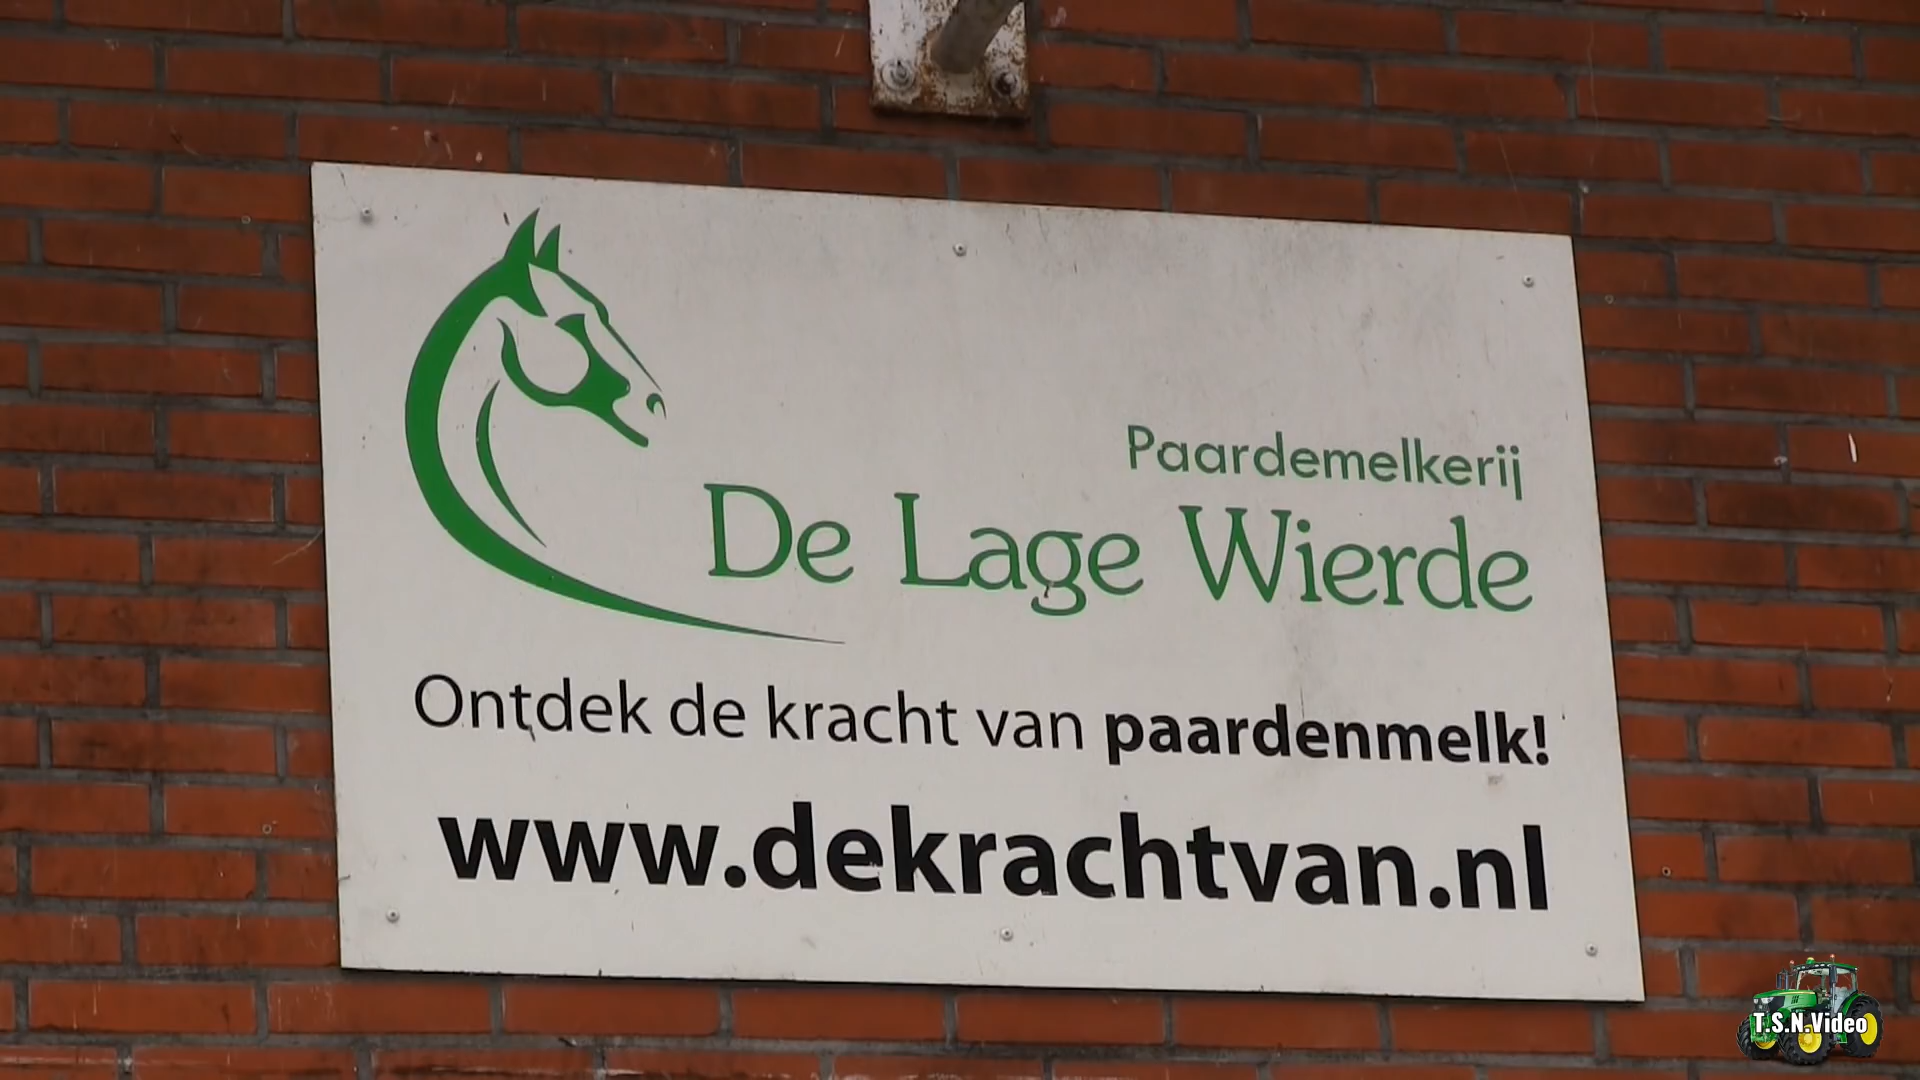 Paardemelkerij
De Lage Wierde
Ontdek de kracht van paardenmelk!
www.dekrachtvan.nl
T.S.N.Video